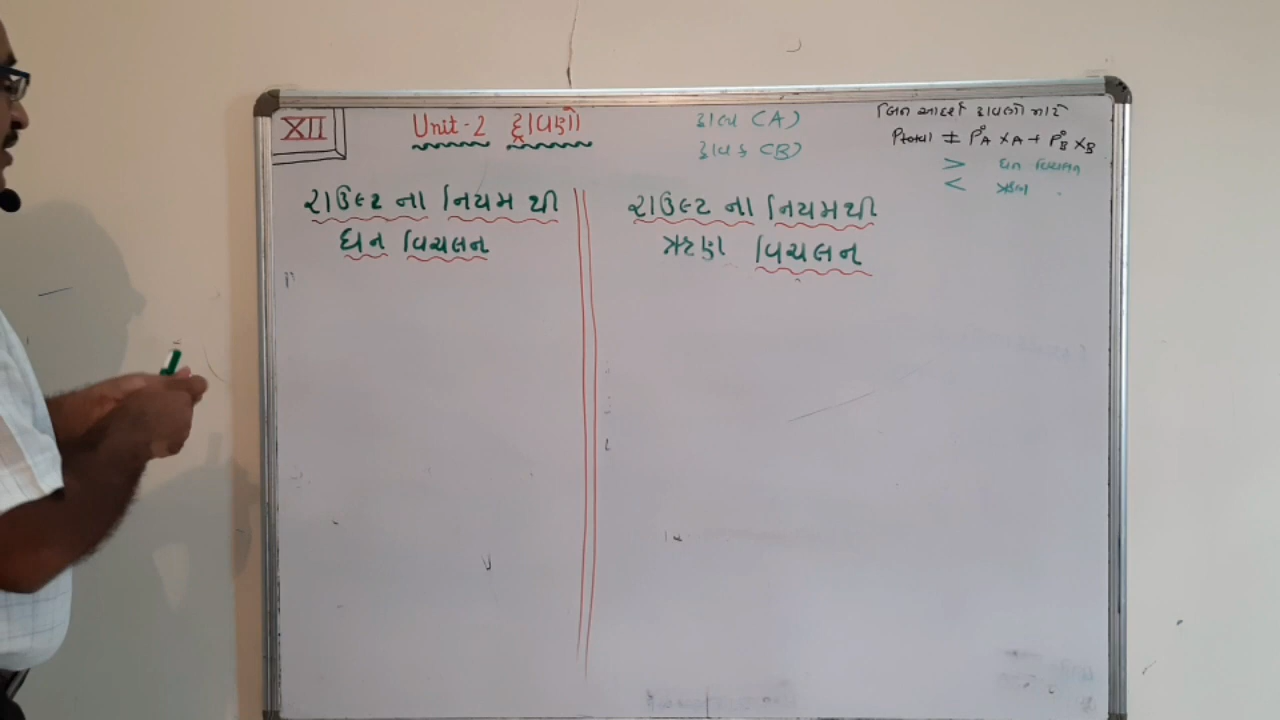 XII
Unit-2 દ્રાવણો
દ્રાવ્ય (A)
દ્રાવક (B)
બિન આદર્શ દ્રાવણો માટે
Ptotal ≠ P°A XA + P°B XB
> ધન વિચલન
< ઋણ
રાઉલ્ટ ના નિયમ થી
ધન વિચલન
રાઉલ્ટ ના નિયમથી
ઋણ વિચલન